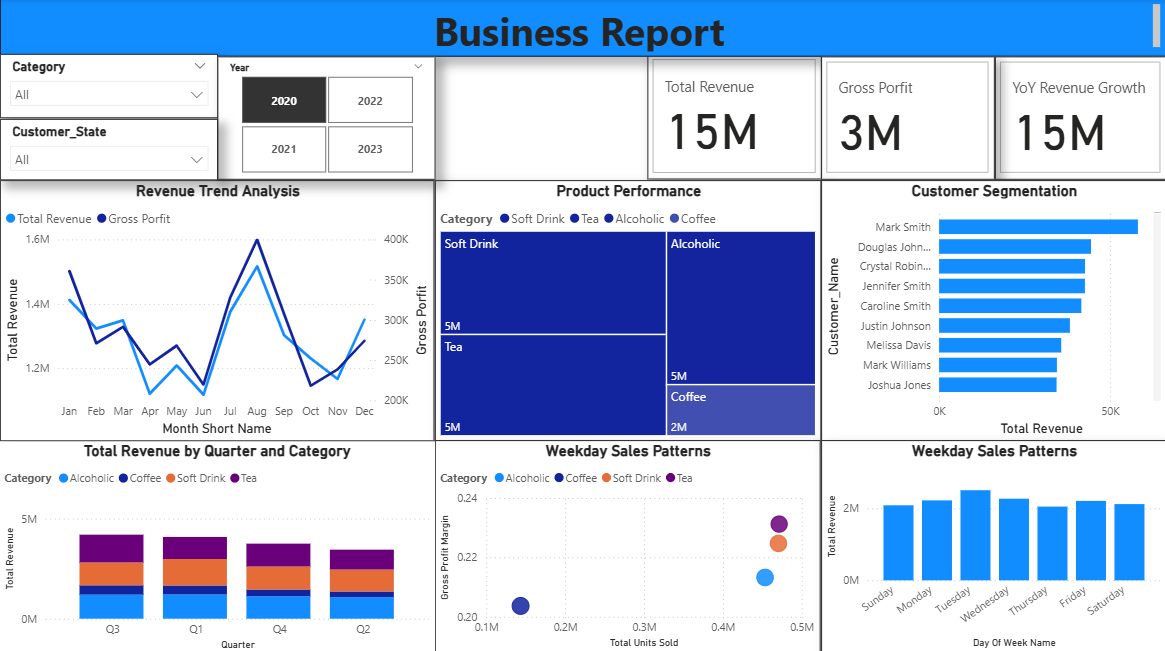 Business Report
Category
All
Customer_State
All
Year
2020
2022
2021
2023
Total Revenue
15M
Gross Porfit
3M
YoY Revenue Growth
15M
Revenue Trend Analysis
Total Revenue Gross Porfit
Total Revenue
1.6M
1.4M
1.2M
400K
350K
300K
250K
200K
Gross Porfit
Jan Feb Mar Apr May Jun Jul Aug Sep Oct Nov Dec
Month Short Name
Product Performance
Category Soft Drink Tea Alcoholic Coffee
Soft Drink
5M
Tea
5M
Alcoholic
5M
Coffee
2M
Customer Segmentation
Customer_Name
Mark Smith
Douglas John...
Crystal Robin...
Jennifer Smith
Caroline Smith
Justin Johnson
Melissa Davis
Mark Williams
Joshua Jones
0K 50K
Total Revenue
Total Revenue by Quarter and Category
Category Alcoholic Coffee Soft Drink Tea
Total Revenue
5M
0M
Q3 Q1 Q4 Q2
Quarter
Weekday Sales Patterns
Category Alcoholic Coffee Soft Drink Tea
Gross Profit Margin
0.24
0.22
0.20
0.1M 0.2M 0.3M 0.4M 0.5M
Total Units Sold
Weekday Sales Patterns
Total Revenue
2M
0M
Sunday Monday Tuesday Wednesday Thursday Friday Saturday
Day Of Week Name